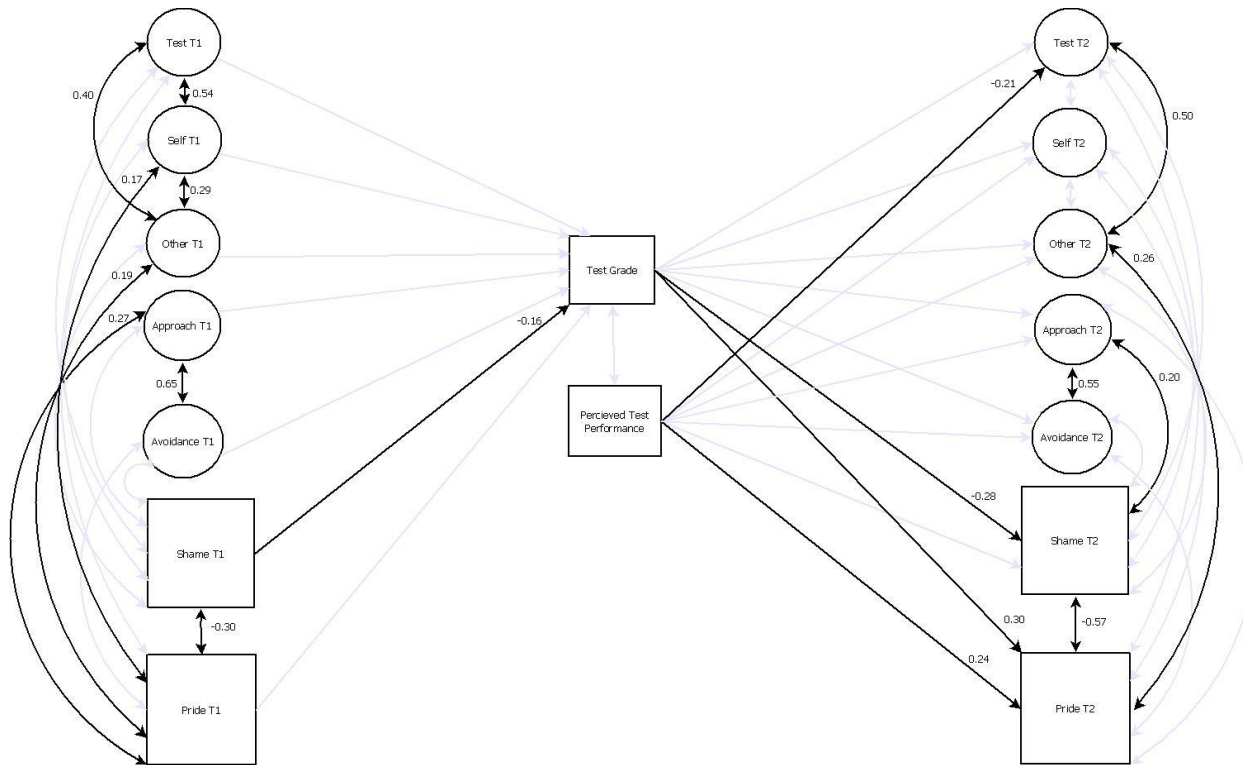 Test T1
Test T2
-0.21
0.40
0.54
0.50
Self T1
Self T2
0.17
0.29
Other T1
Other T2
0.26
Test Grade
0.19
0.27
Approach T1
-0.16
Approach T2
0.65
0.55
0.20
Percieved Test
Performance
Avoidance T1
Avoidance T2
-0.28
Shame T1
Shame T2
-0.30
0.30
-0.57
0.24
Pride T1
Pride T2